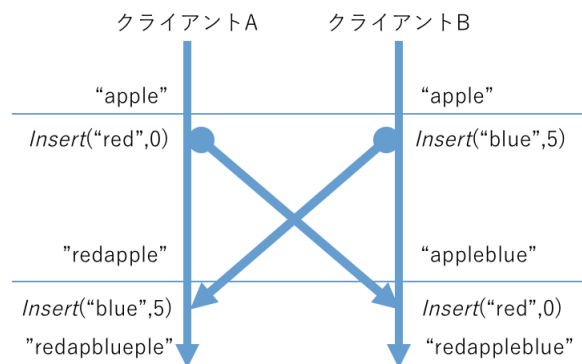 クライアントA クライアントB
“apple” “apple”
Insert(“red”,0) Insert(“blue”,5)
”redapple” “appleblue”
Insert(“blue”,5) Insert(“red”,0)
”redapblueple” “redappleblue”